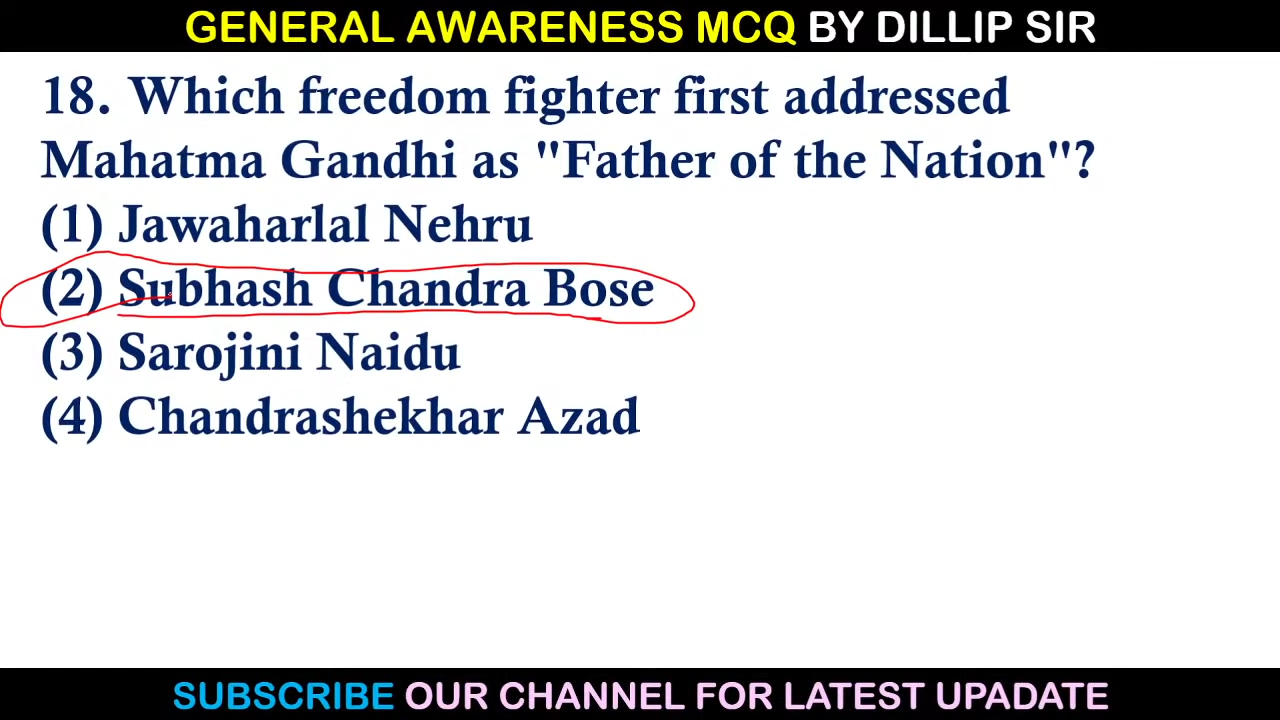 GENERAL AWARENESS MCQ BY DILLIP SIR
18. Which freedom fighter first addressed
Mahatma Gandhi as "Father of the Nation"?
(1) Jawaharlal Nehru
(2) Subhash Chandra Bose
(3) Sarojini Naidu
(4) Chandrashekhar Azad
SUBSCRIBE OUR CHANNEL FOR LATEST UPADATE